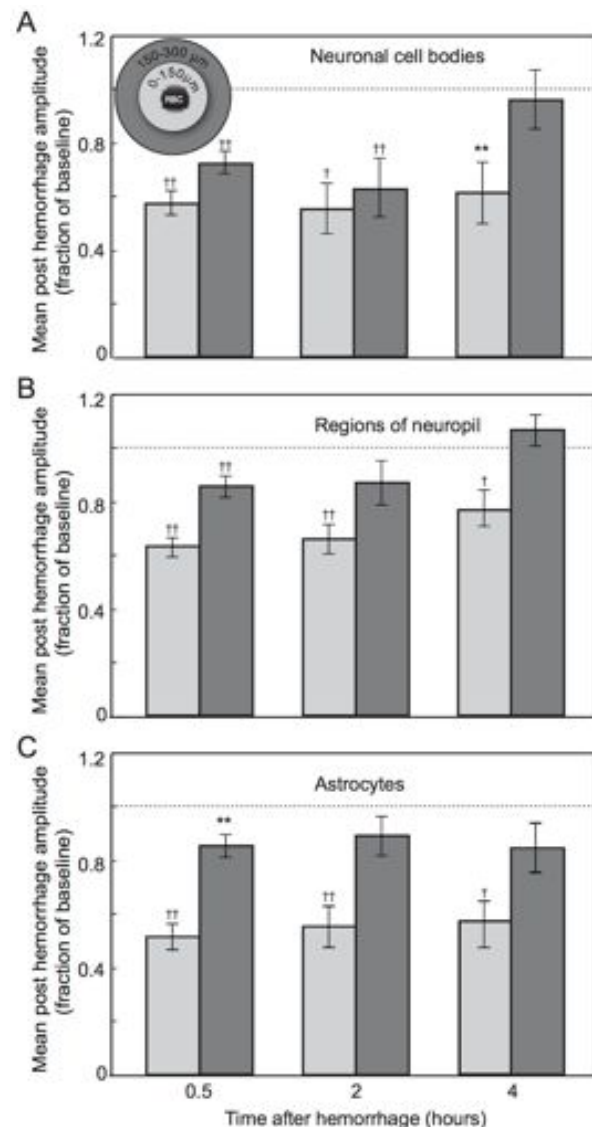 A
1.2
150-300 μm
0-150μm
RBC
Neuronal cell bodies
Mean post hemorrhage amplitude
(fraction of baseline)
0.8
0.4
0
††
††
†
††
**
B
1.2
Regions of neuropil
Mean post hemorrhage amplitude
(fraction of baseline)
0.8
0.4
0
††
††
††
†
C
1.2
Astrocytes
Mean post hemorrhage amplitude
(fraction of baseline)
0.8
0.4
0
††
**
††
†
0.5 2 4
Time after hemorrhage (hours)